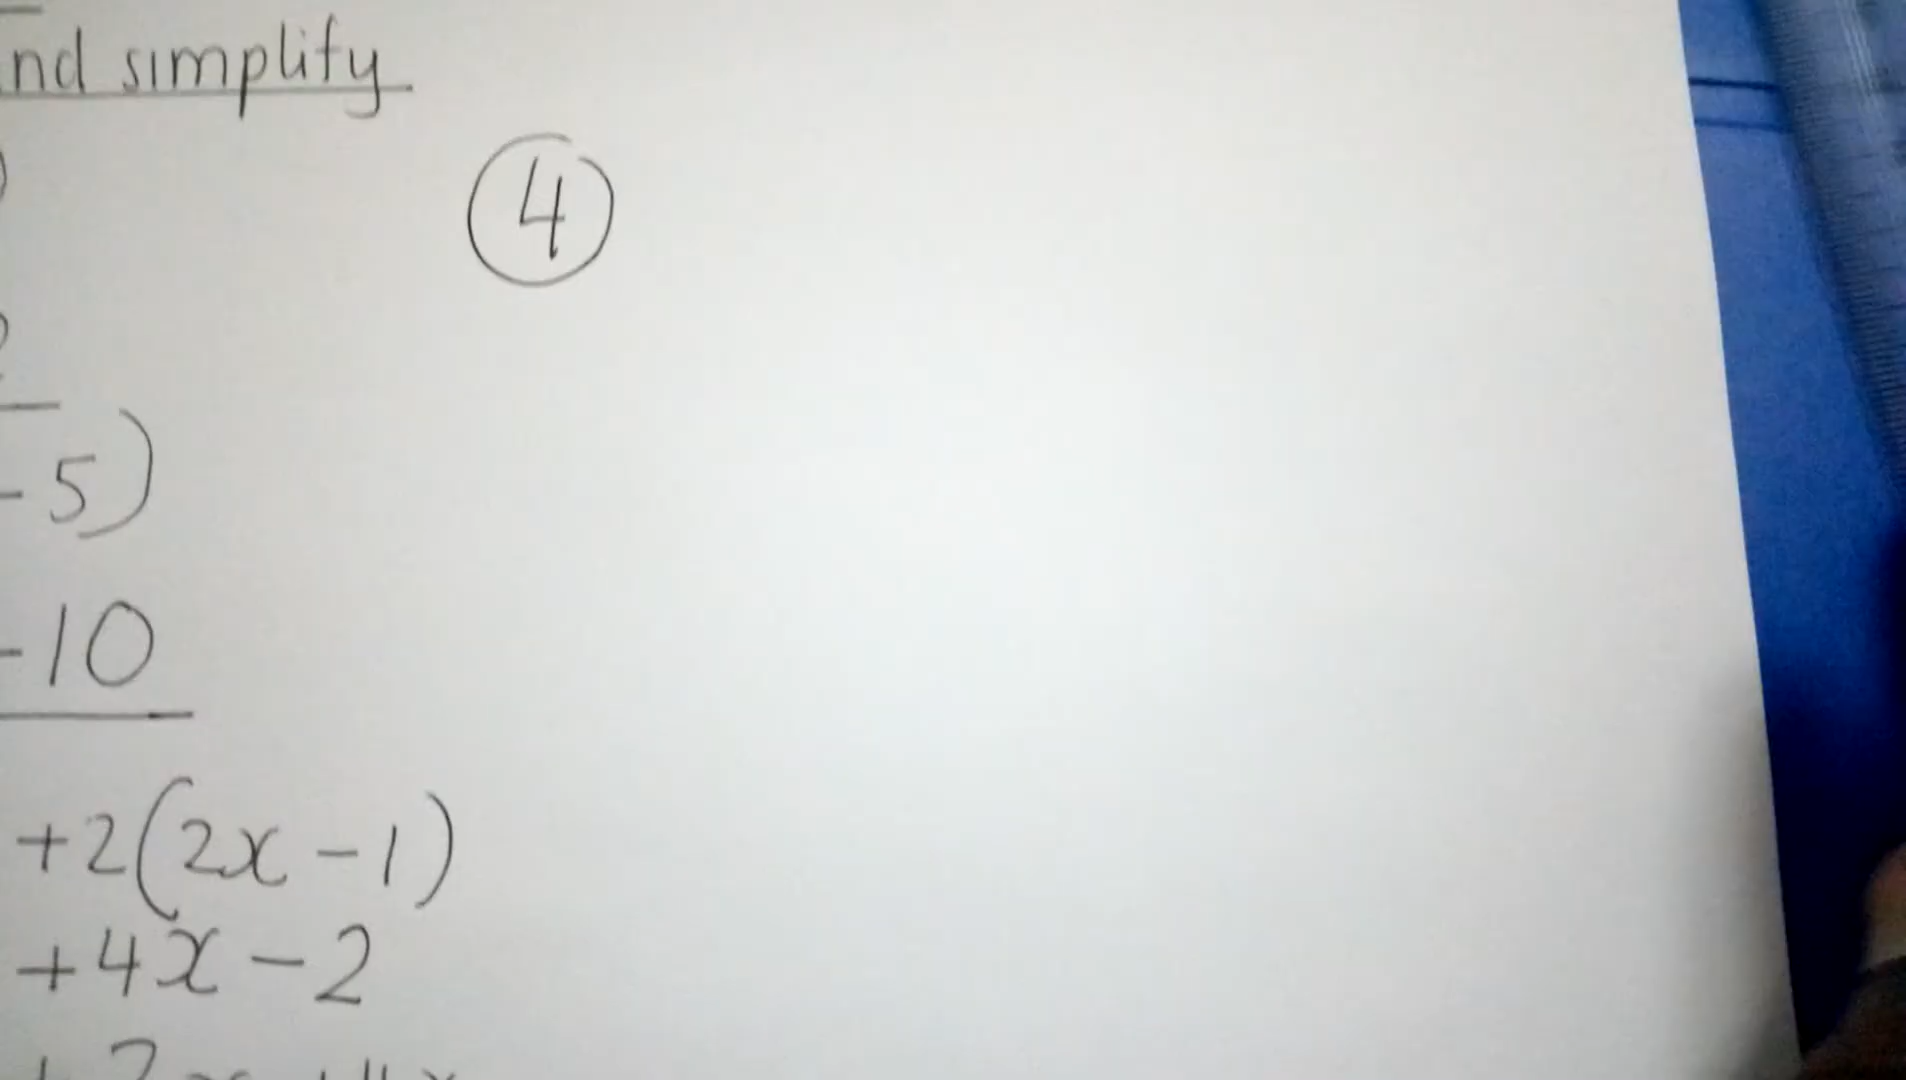 nd simplify
4
)
- 5)
- 10
+2(2x - 1)
+4x - 2